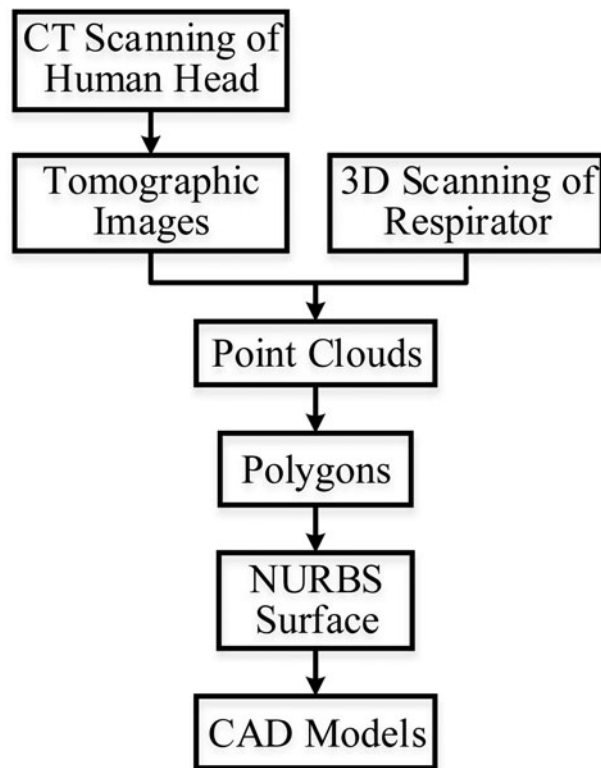 CT Scanning of
Human Head
Tomographic
Images
3D Scanning of
Respirator
Point Clouds
Polygons
NURBS
Surface
CAD Models